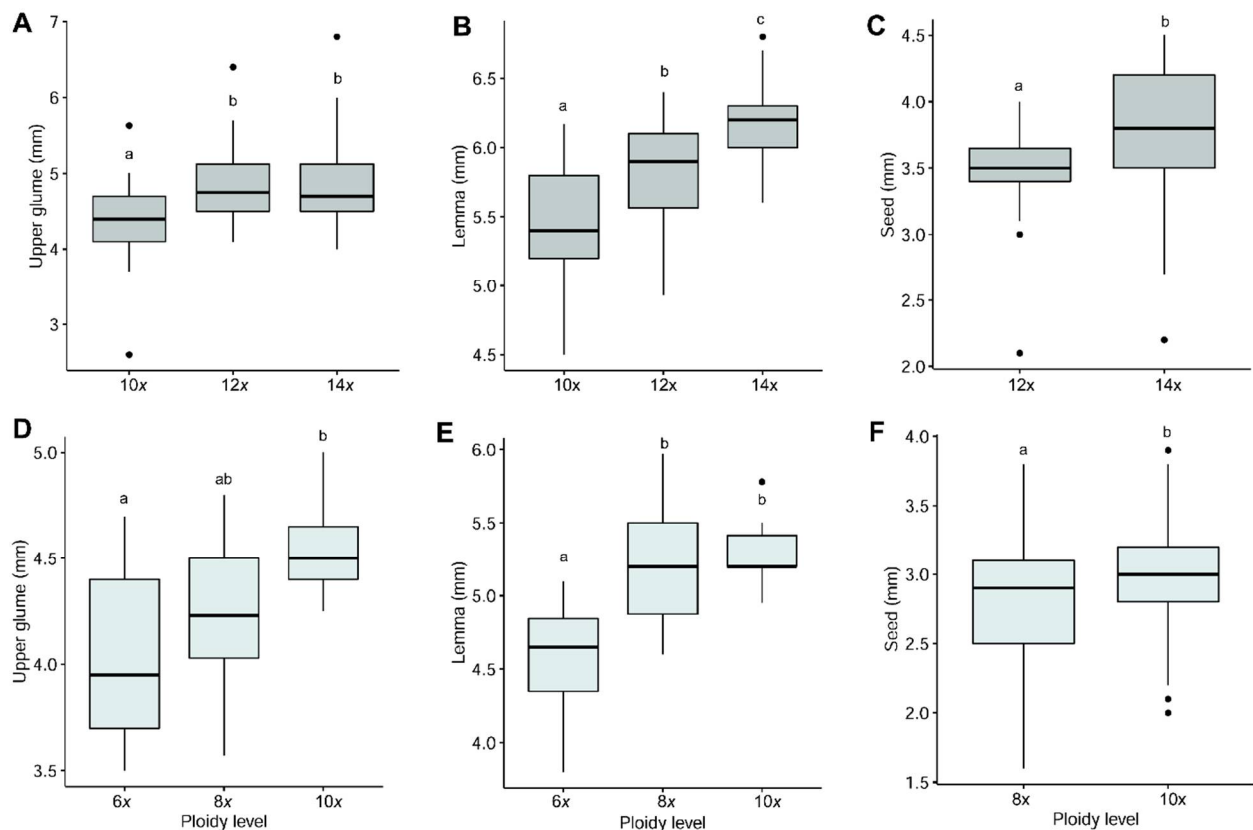 A
Upper glume (mm)
7
6
5
4
3
a
b
b
10x
12x
14x
B
Lemma (mm)
6.5
6.0
5.5
5.0
4.5
a
b
c
10x
12x
14x
C
Seed (mm)
4.5
4.0
3.5
3.0
2.5
2.0
a
b
12x
14x
D
Upper glume (mm)
5.0
4.5
4.0
3.5
a
ab
b
6x
8x
10x
Ploidy level
E
Lemma (mm)
6.0
5.5
5.0
4.5
4.0
a
b
b
6x
8x
10x
Ploidy level
F
Seed (mm)
4.0
3.5
3.0
2.5
2.0
1.5
a
b
8x
10x
Ploidy level